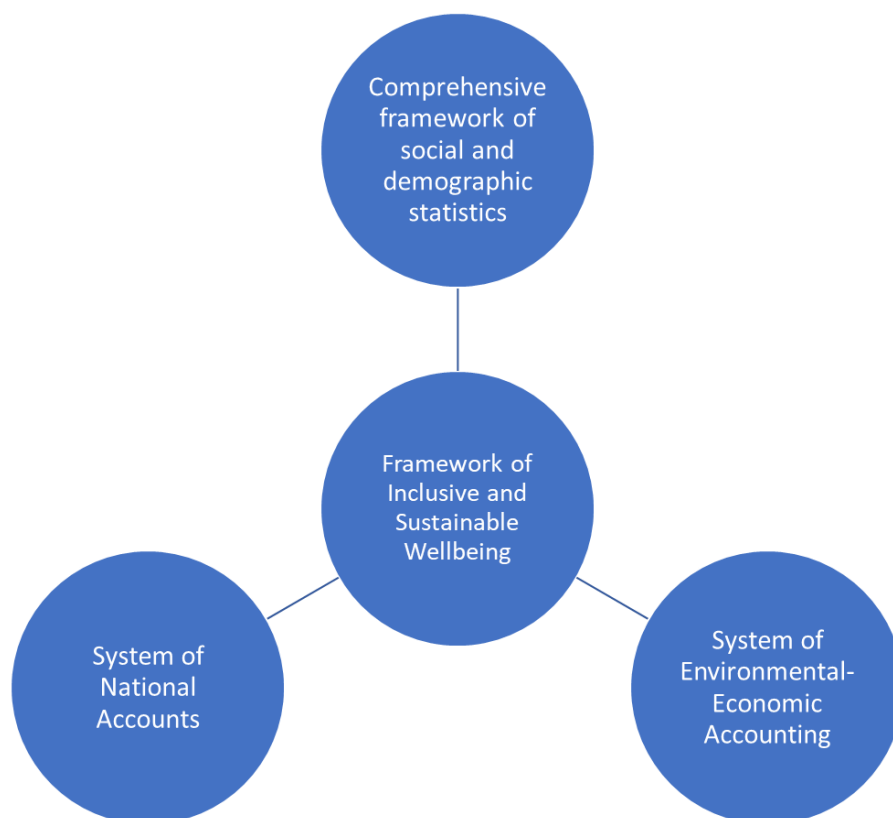 Comprehensive
framework of
social and
demographic
statistics
Framework of
Inclusive and
Sustainable
Wellbeing
System of
National
Accounts
System of
Environmental-
Economic
Accounting